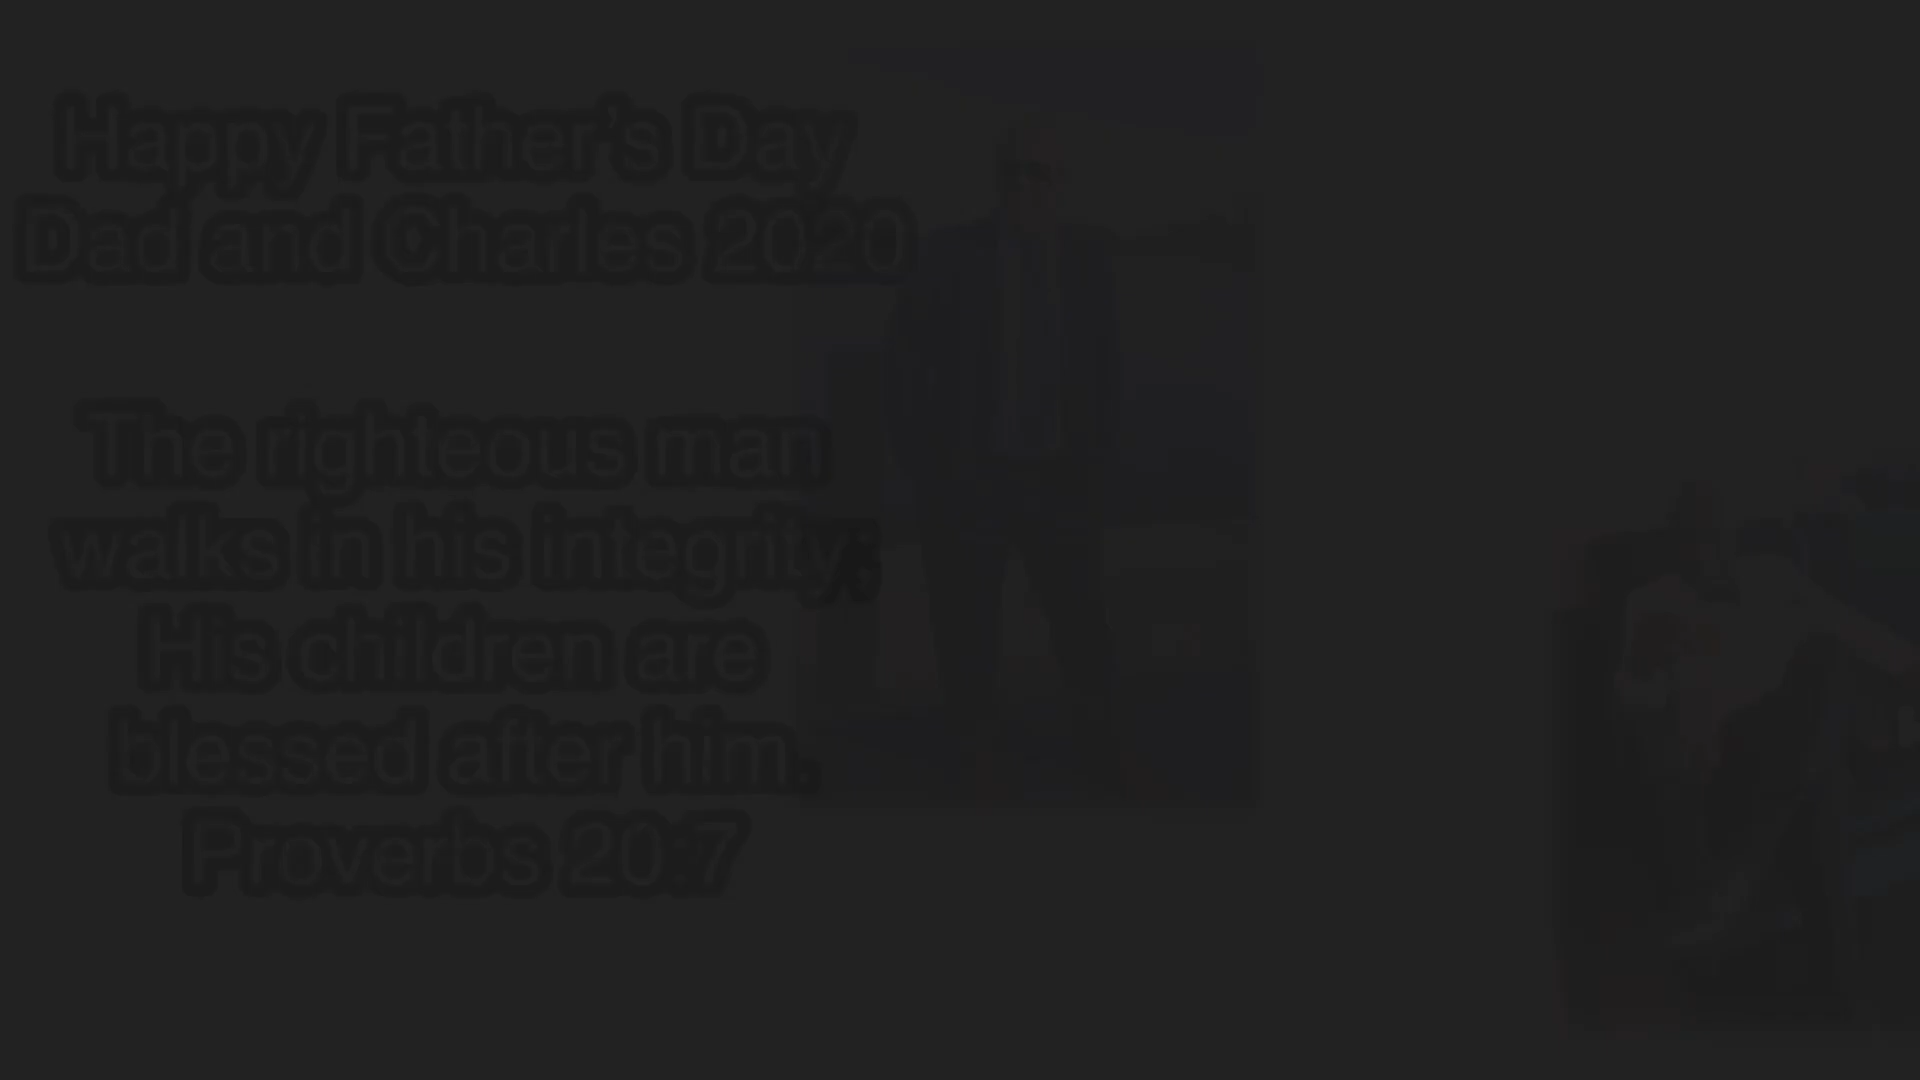 Happy Father’s Day
Dad and Charles 2020
The righteous man
walks in his integrity;
His children are
blessed after him.
Proverbs 20:7